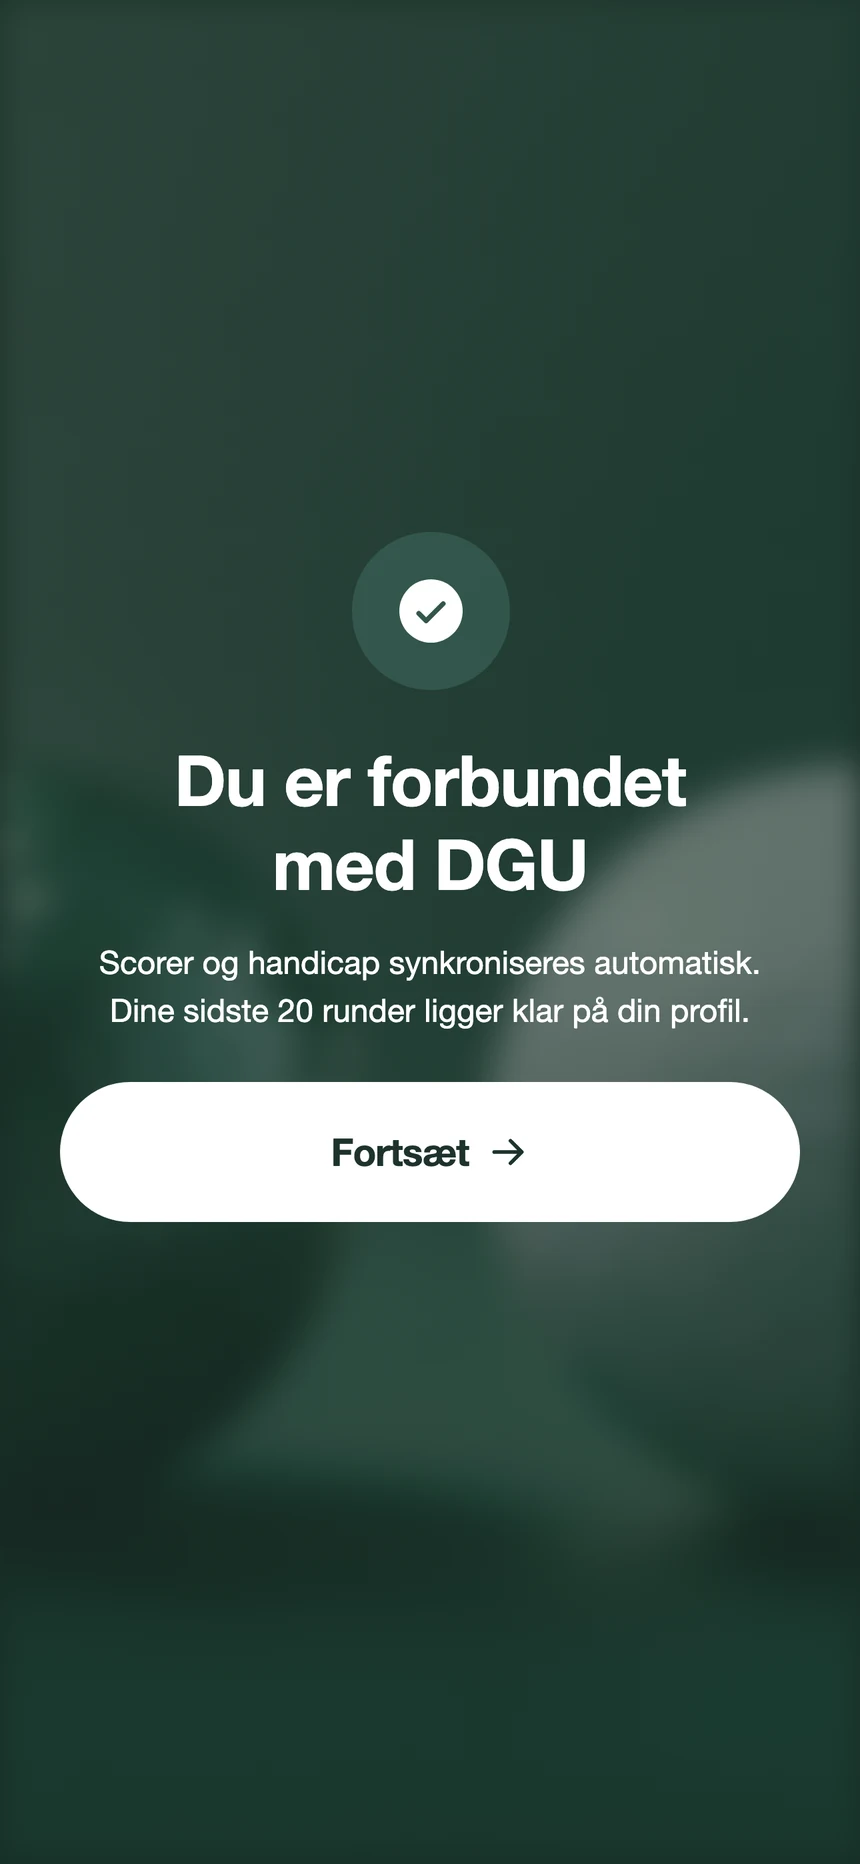 Du er forbundet
med DGU
Scorer og handicap synkroniseres automatisk.
Dine sidste 20 runder ligger klar på din profil.
Fortsæt →